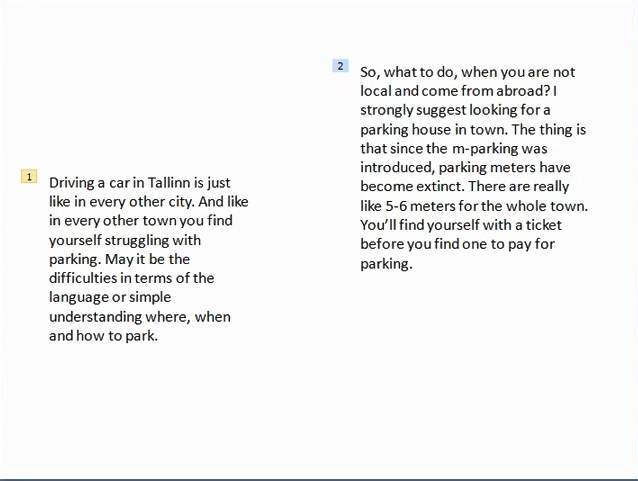 1
Driving a car in Tallinn is just
like in every other city. And like
in every other town you find
yourself struggling with
parking. May it be the
difficulties in terms of the
language or simple
understanding where, when
and how to park.
2
So, what to do, when you are not
local and come from abroad? I
strongly suggest looking for a
parking house in town. The thing is
that since the m-parking was
introduced, parking meters have
become extinct. There are really
like 5-6 meters for the whole town.
You'll find yourself with a ticket
before you find one to pay for
parking.